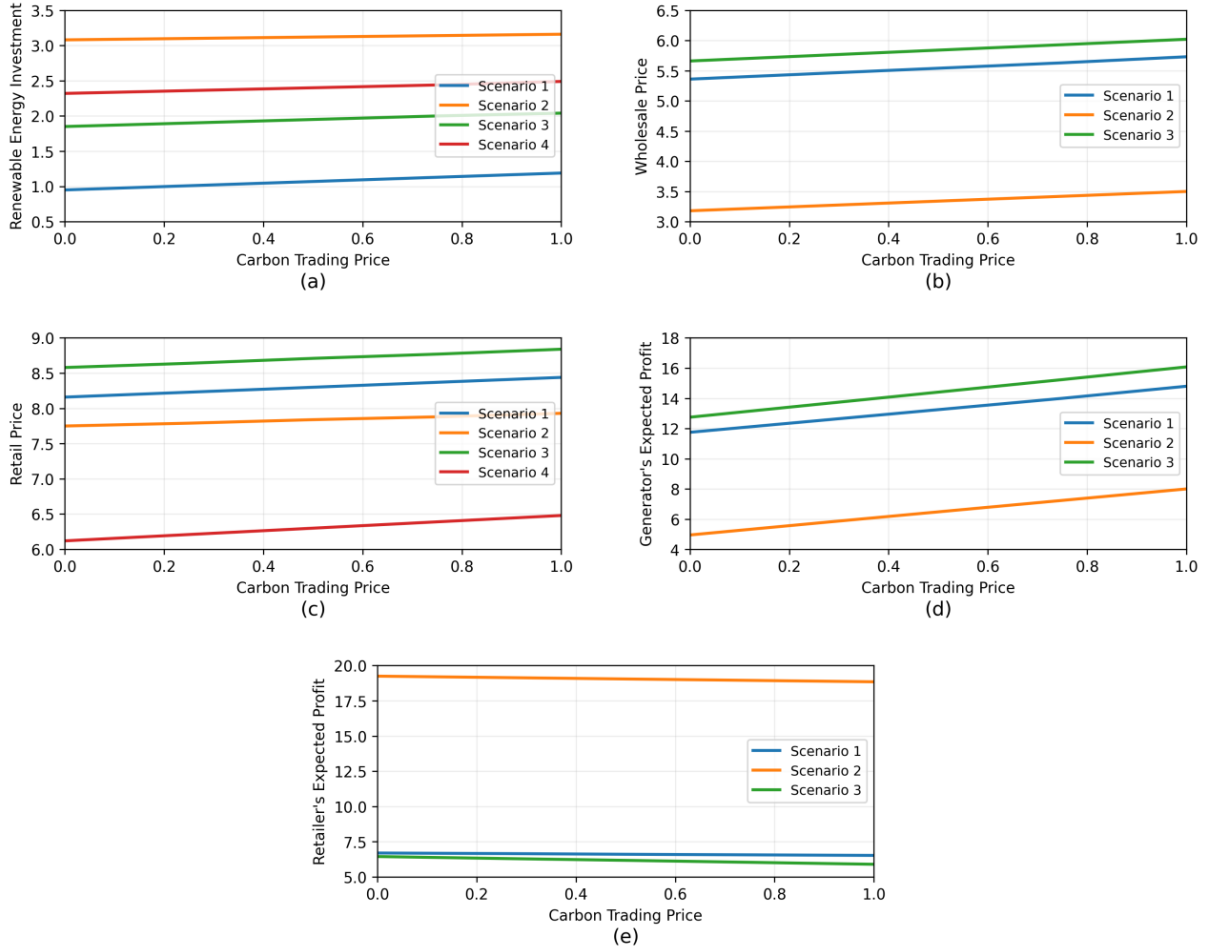 Renewable Energy Investment
3.5
3.0
2.5
2.0
1.5
1.0
0.5
Scenario 1
Scenario 2
Scenario 3
Scenario 4
0.0 0.2 0.4 0.6 0.8 1.0
Carbon Trading Price
(a)
Wholesale Price
6.5
6.0
5.5
5.0
4.5
4.0
3.5
3.0
Scenario 1
Scenario 2
Scenario 3
0.0 0.2 0.4 0.6 0.8 1.0
Carbon Trading Price
(b)
Retail Price
9.0
8.5
8.0
7.5
7.0
6.5
6.0
Scenario 1
Scenario 2
Scenario 3
Scenario 4
0.0 0.2 0.4 0.6 0.8 1.0
Carbon Trading Price
(c)
Generator's Expected Profit
18
16
14
12
10
8
6
4
Scenario 1
Scenario 2
Scenario 3
0.0 0.2 0.4 0.6 0.8 1.0
Carbon Trading Price
(d)
Retailer's Expected Profit
20.0
17.5
15.0
12.5
10.0
7.5
5.0
Scenario 1
Scenario 2
Scenario 3
0.0 0.2 0.4 0.6 0.8 1.0
Carbon Trading Price
(e)